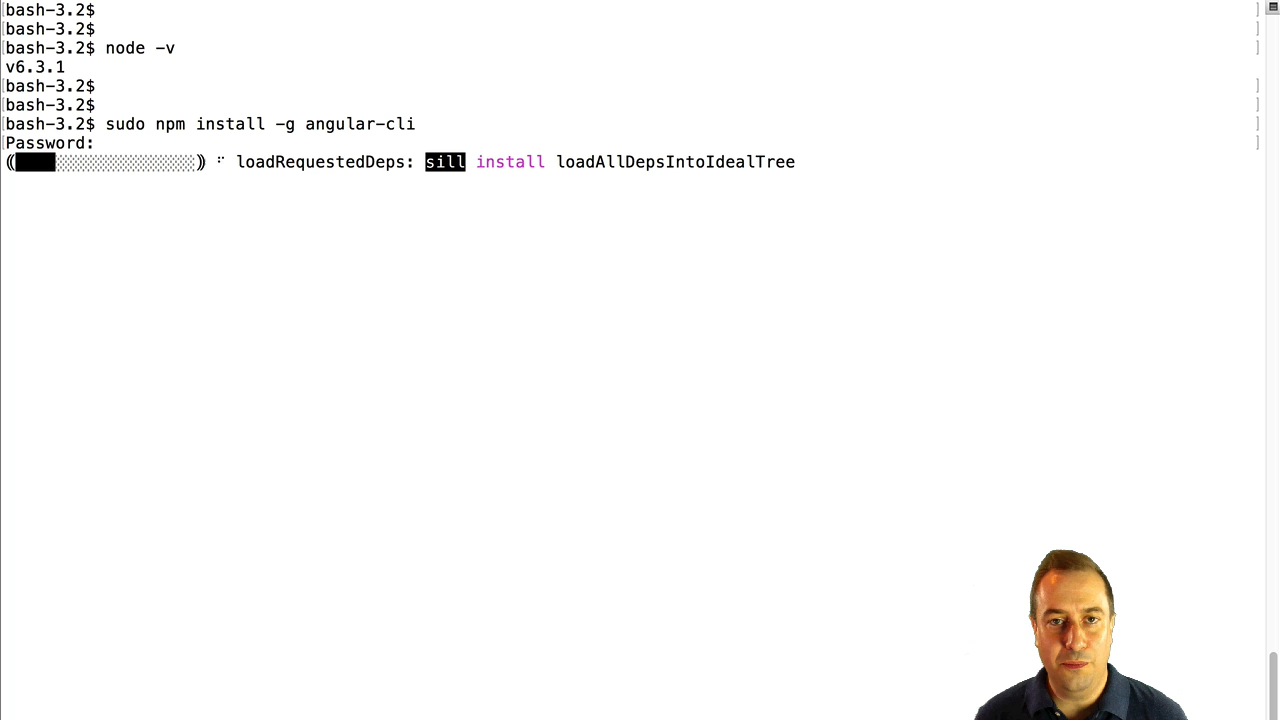 bash-3.2$
bash-3.2$
bash-3.2$ node -v
v6.3.1
bash-3.2$
bash-3.2$
bash-3.2$ sudo npm install -g angular-cli
Password:
loadRequestedDeps: sill install loadAllDepsIntoIdealTree